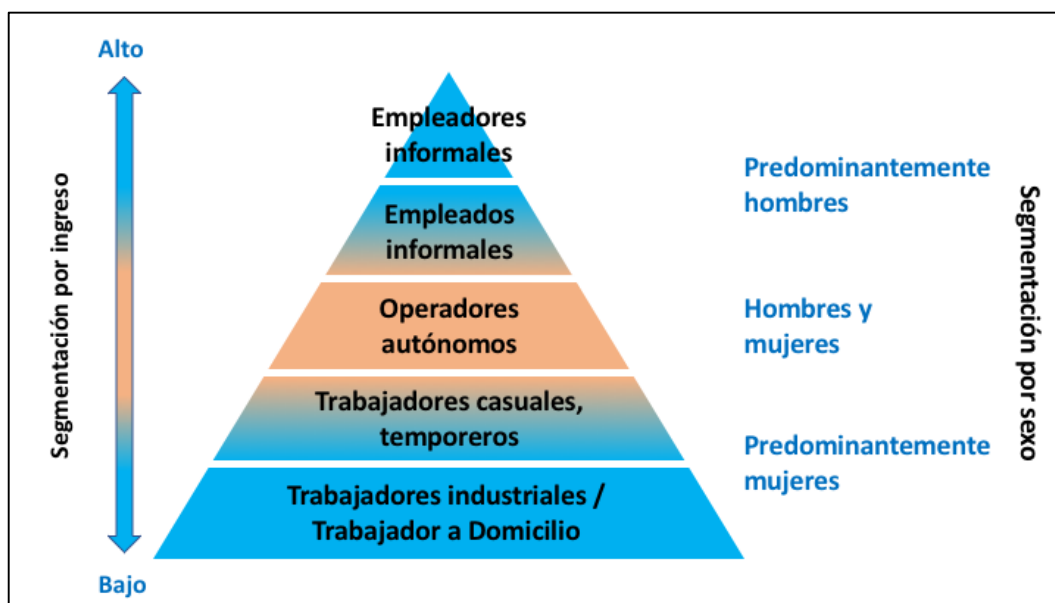 Alto
Segmentación por ingreso
Bajo
Empleadores
informales
Empleados
informales
Operadores
autónomos
Trabajadores casuales,
temporeros
Trabajadores industriales /
Trabajador a Domicilio
Predominantemente
hombres
Hombres y
mujeres
Predominantemente
mujeres
Segmentación por sexo